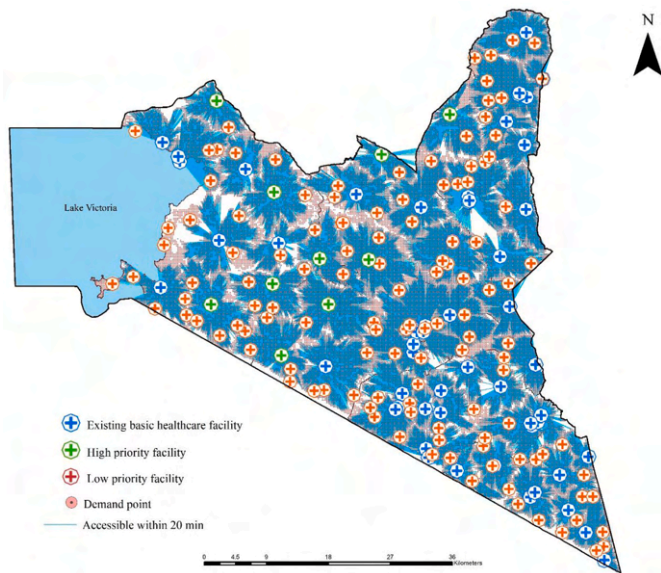 N
Lake Victoria
Existing basic healthcare facility
High priority facility
Low priority facility
Demand point
Accessible within 20 min
0 4.5 9 18 27 36
Kilometers